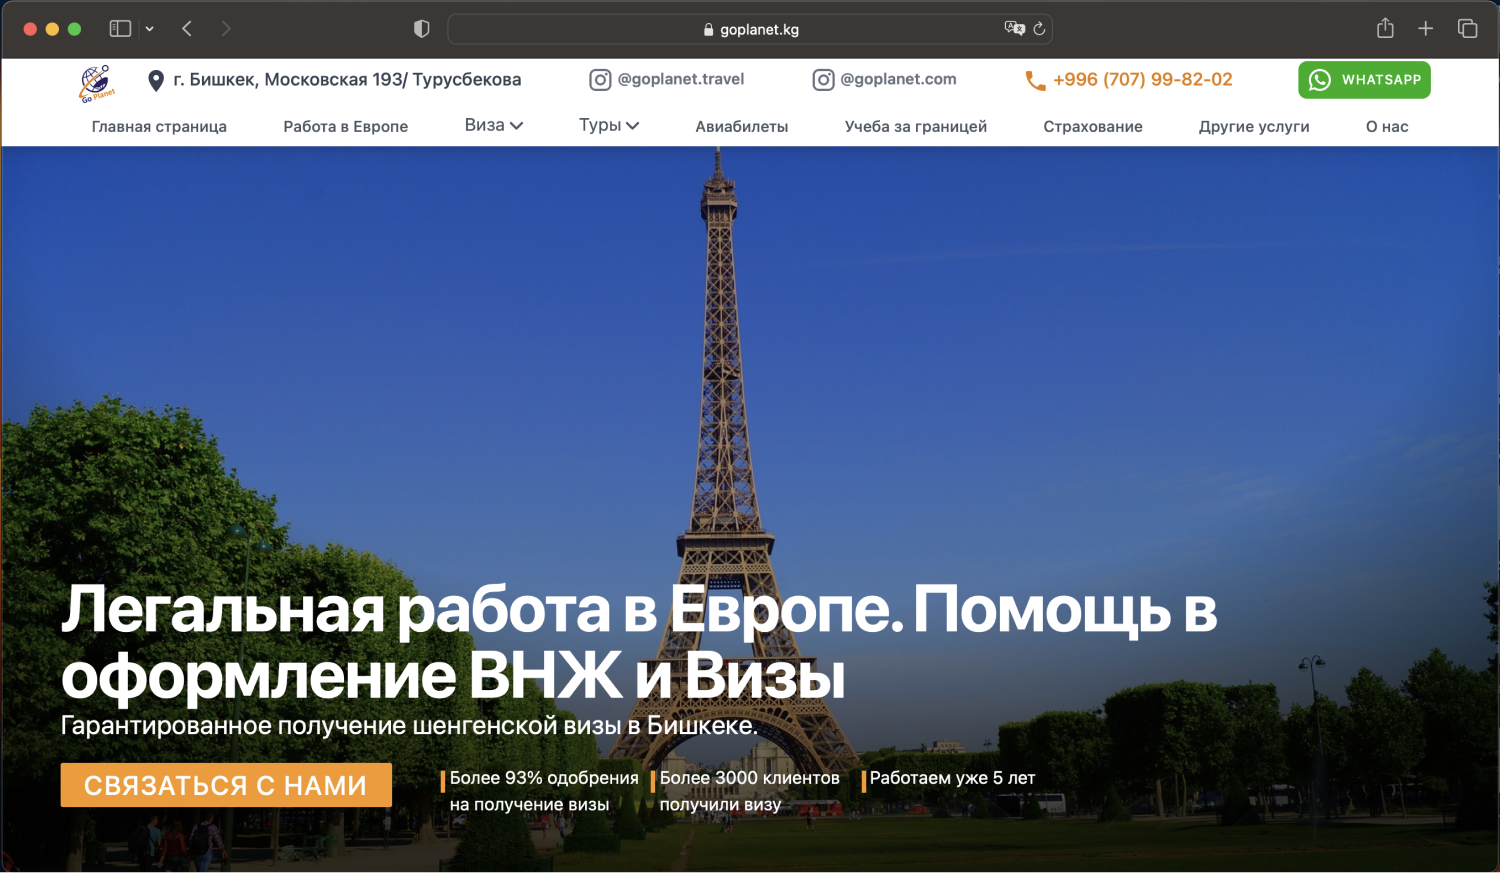 goplanet.kg
Go Planet
г. Бишкек, Московская 193/ Турусбекова
@goplanet.travel
@goplanet.com
+996 (707) 99-82-02
WHATSAPP
Главная страница
Работа в Европе
Виза
Туры
Авиабилеты
Учеба за границей
Страхование
Другие услуги
О нас
Легальная работа в Европе. Помощь в
оформление ВНЖ и Визы
Гарантированное получение шенгенской визы в Бишкеке.
СВЯЗАТЬСЯ С НАМИ
Более 93% одобрения
на получение визы
Более 3000 клиентов
получили визу
Работаем уже 5 лет